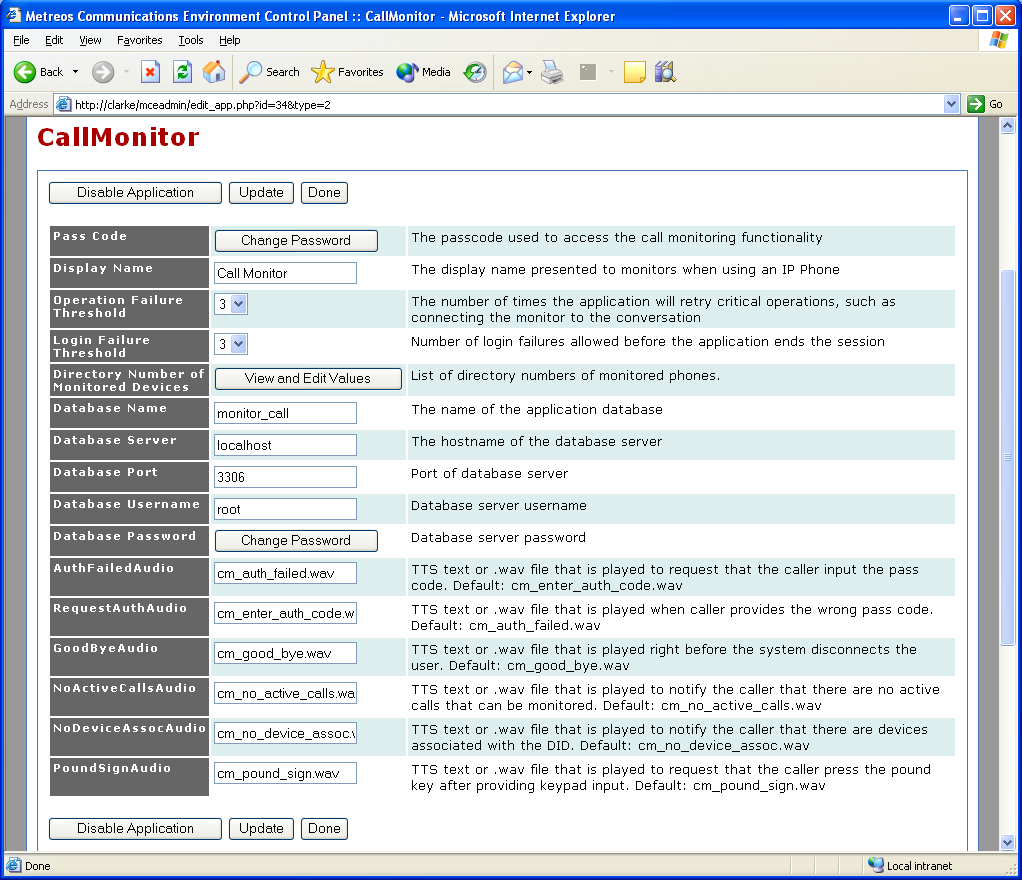 Metreos Communications Environment Control Panel :: CallMonitor - Microsoft Internet Explorer
File Edit View Favorites Tools Help
Back Search Favorites Media
Address http://clarke/mceadmin/edit_app.php?id=34&type=2 Go
CallMonitor
Disable Application Update Done
Pass Code Change Password The passcode used to access the call monitoring functionality
Display Name Call Monitor The display name presented to monitors when using an IP Phone
Operation Failure
Threshold
3
The number of times the application will retry critical operations, such as
connecting the monitor to the conversation
Login Failure
Threshold
3
Number of login failures allowed before the application ends the session
Directory Number of
Monitored Devices
View and Edit Values
List of directory numbers of monitored phones.
Database Name monitor_call The name of the application database
Database Server localhost The hostname of the database server
Database Port 3306 Port of database server
Database Username root Database server username
Database Password Change Password Database server password
AuthFailedAudio cm_auth_failed.wav
TTS text or .wav file that is played to request that the caller input the pass
code. Default: cm_enter_auth_code.wav
RequestAuthAudio cm_enter_auth_code.w
TTS text or .wav file that is played when caller provides the wrong pass code.
Default: cm_auth_failed.wav
GoodByeAudio cm_good_bye.wav
TTS text or .wav file that is played right before the system disconnects the
user. Default: cm_good_bye.wav
NoActiveCallsAudio cm_no_active_calls.wa
TTS text or .wav file that is played to notify the caller that there are no active
calls that can be monitored. Default: cm_no_active_calls.wav
NoDeviceAssocAudio cm_no_device_assoc.
TTS text or .wav file that is played to notify the caller that there are devices
associated with the DID. Default: cm_no_device_assoc.wav
PoundSignAudio cm_pound_sign.wav
TTS text or .wav file that is played to request that the caller press the pound
key after providing keypad input. Default: cm_pound_sign.wav
Disable Application Update Done
Done Local intranet